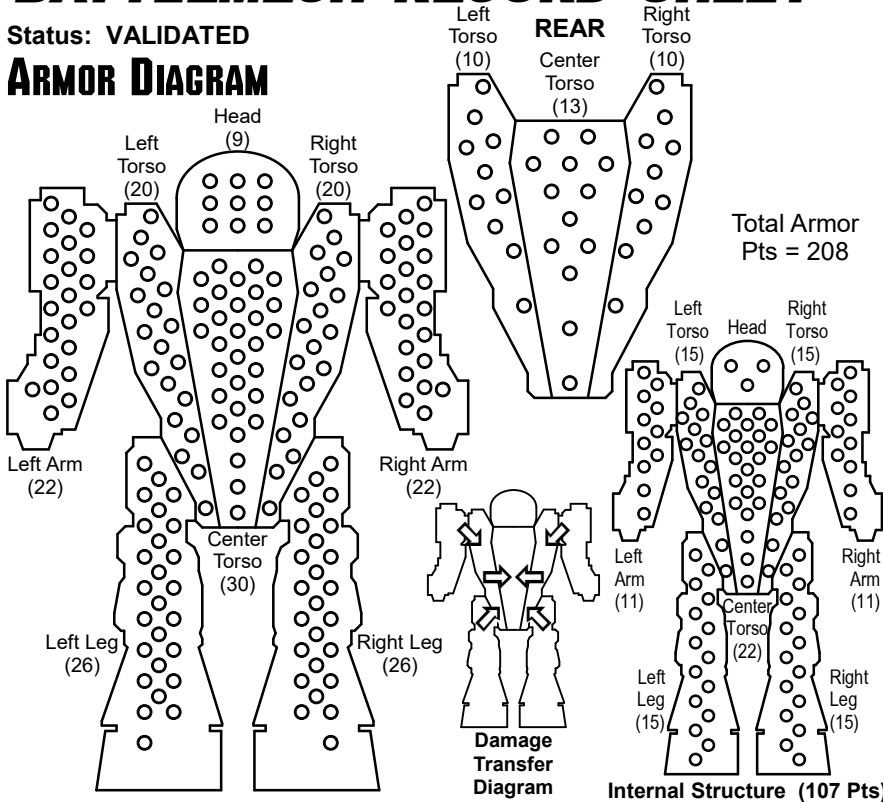 BATTLEMECH RECORD SHEET
Status: VALIDATED
ARMOR DIAGRAM
REAR
Left
Torso
(10)
Center
Torso
(13)
Right
Torso
(10)
Head
(9)
Left
Torso
(20)
Right
Torso
(20)
Total Armor
Pts = 208
Left Arm
(22)
Right Arm
(22)
Center
Torso
(30)
Left Leg
(26)
Right Leg
(26)
Damage
Transfer
Diagram
Left
Torso
(15)
Head
Right
Torso
(15)
Left
Arm
(11)
Right
Arm
(11)
Center
Torso
(22)
Left
Leg
(15)
Right
Leg
(15)
Internal Structure (107 Pts)